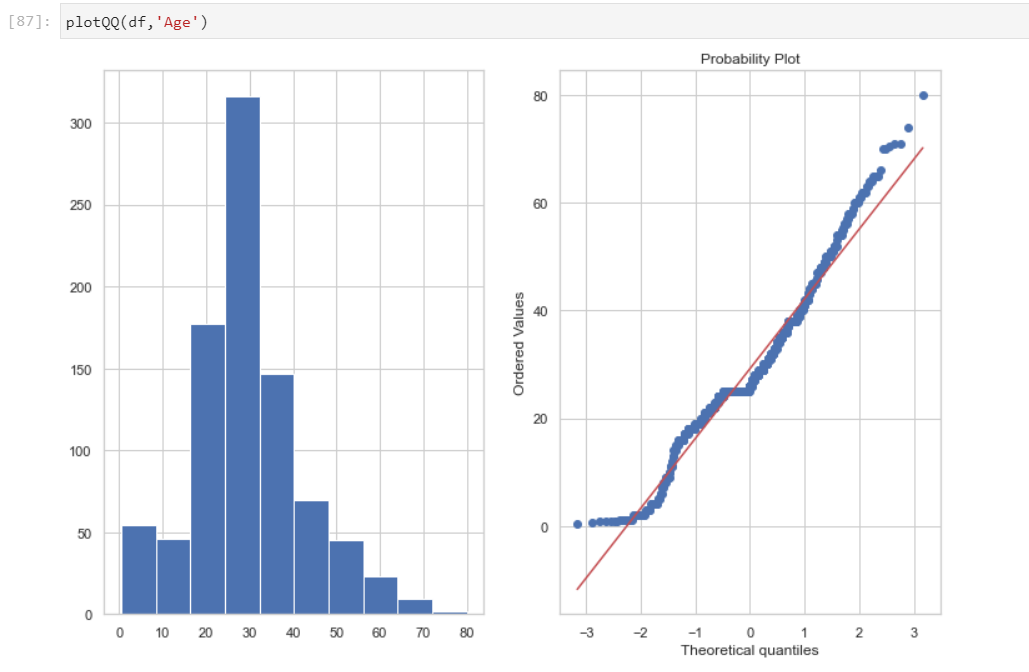 [87]: plotQQ(df,'Age')
Probability Plot
300
250
200
150
100
50
0
0 10 20 30 40 50 60 70 80
Ordered Values
80
60
40
20
0
−3 −2 −1 0 1 2 3
Theoretical quantiles